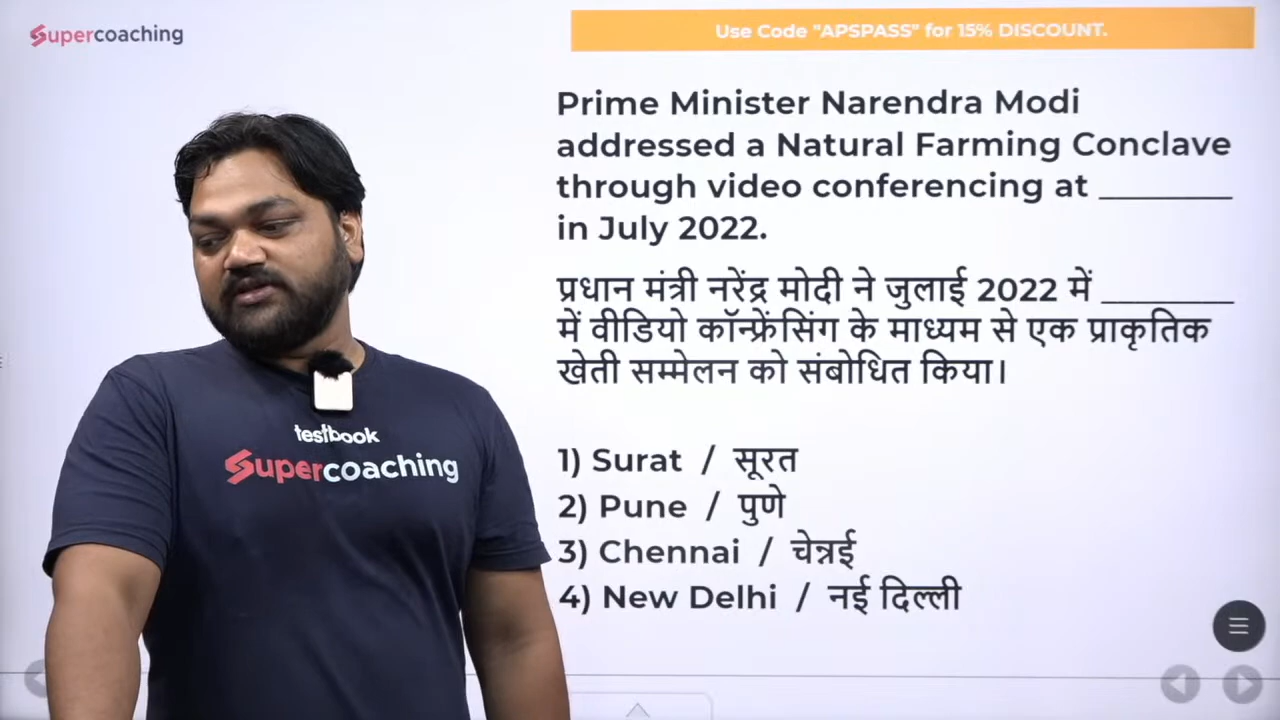 Supercoaching
Use Code "APSPASS" for 15% DISCOUNT.
Prime Minister Narendra Modi
addressed a Natural Farming Conclave
through video conferencing at ________
in July 2022.
प्रधान मंत्री नरेंद्र मोदी ने जुलाई 2022 में ________
में वीडियो कॉन्फ्रेंसिंग के माध्यम से एक प्राकृतिक
खेती सम्मेलन को संबोधित किया।
1) Surat / सूरत
2) Pune / पुणे
3) Chennai / चेन्नई
4) New Delhi / नई दिल्ली
testbook
Supercoaching